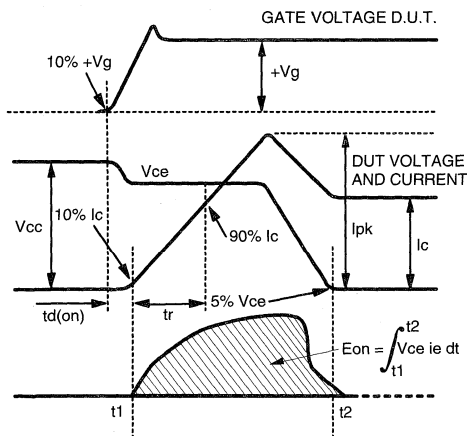 GATE VOLTAGE D.U.T.
10% +Vg
+Vg
Vce
DUT VOLTAGE
AND CURRENT
10% Ic
Vcc
90% Ic
Ipk
Ic
td(on)
tr
5% Vce
Eon = ∫ Vce ie dt
t2
t1
t1
t2